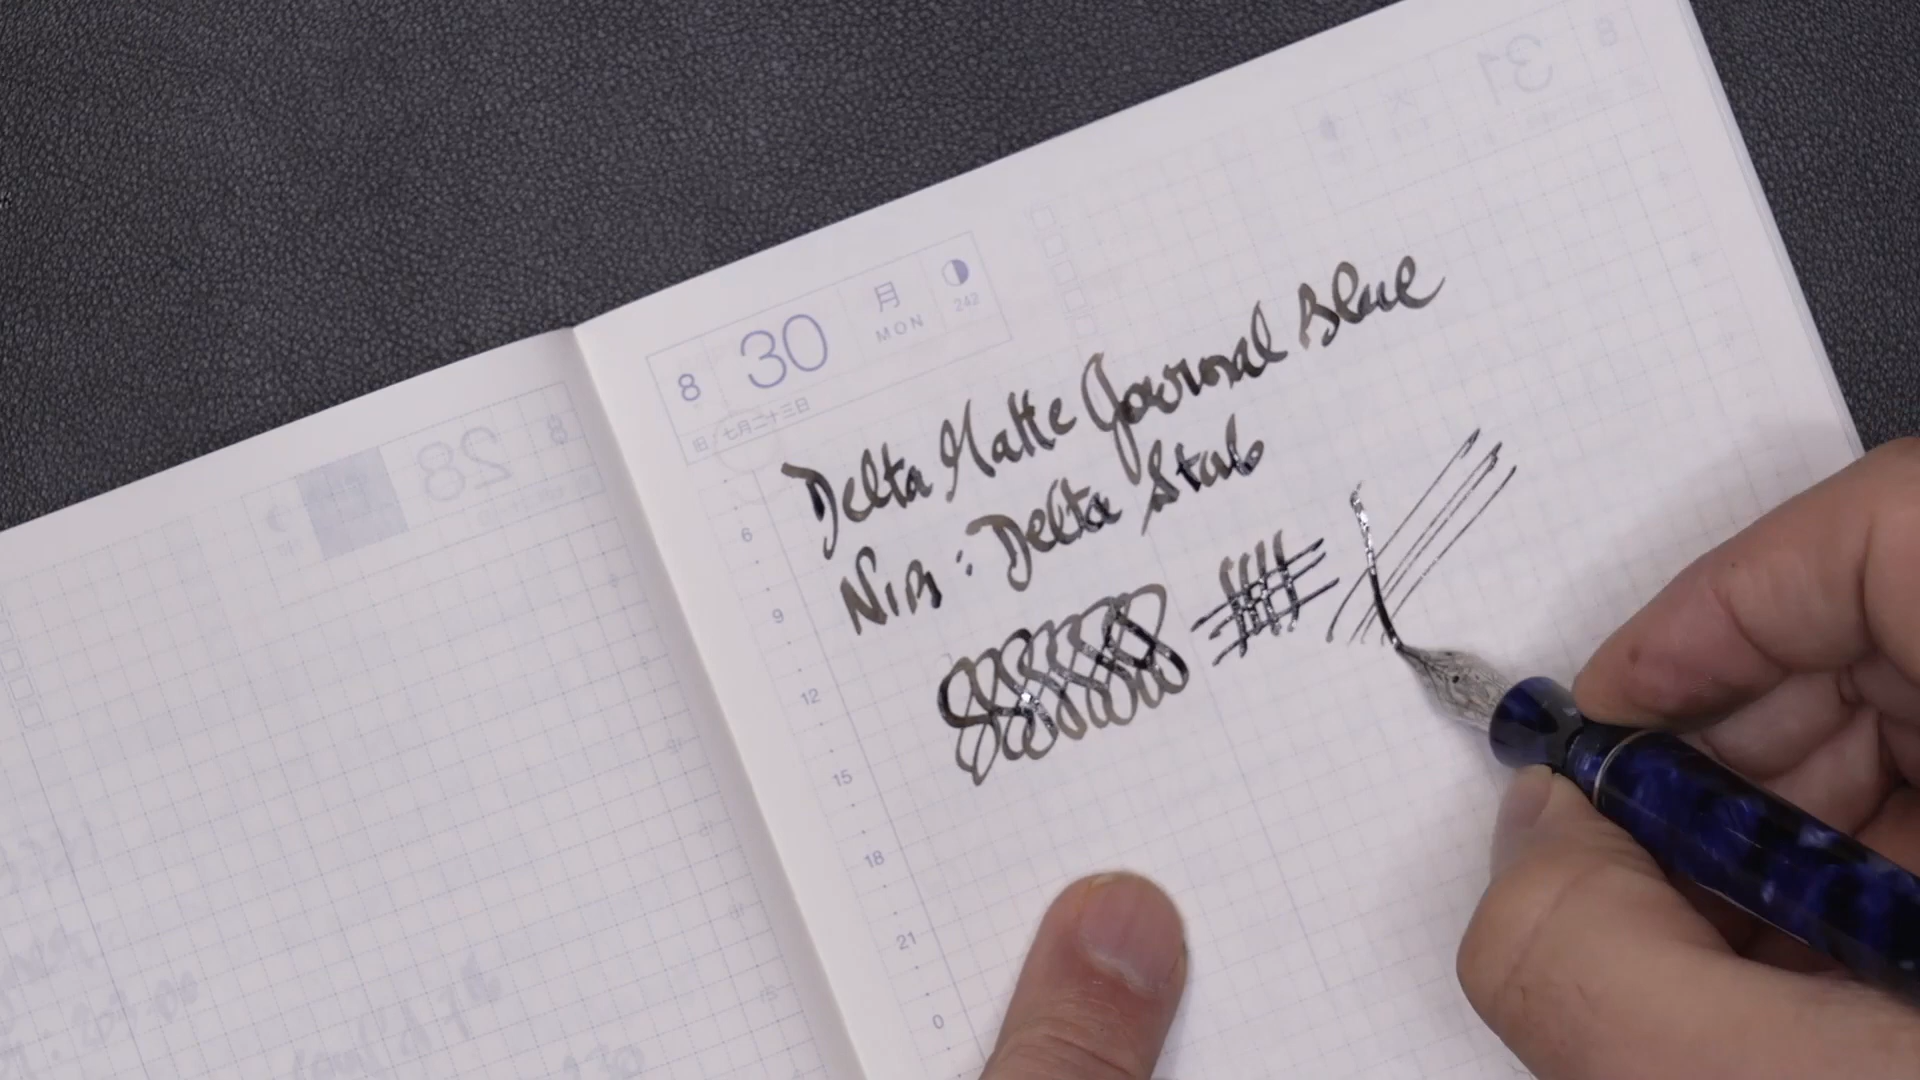 8 30 月 MON 242
旧/七月二十三日
Delta Matte Journal Blue
Nib : Delta Stub
6
9
12
15
18
21
0
31 8
28 8